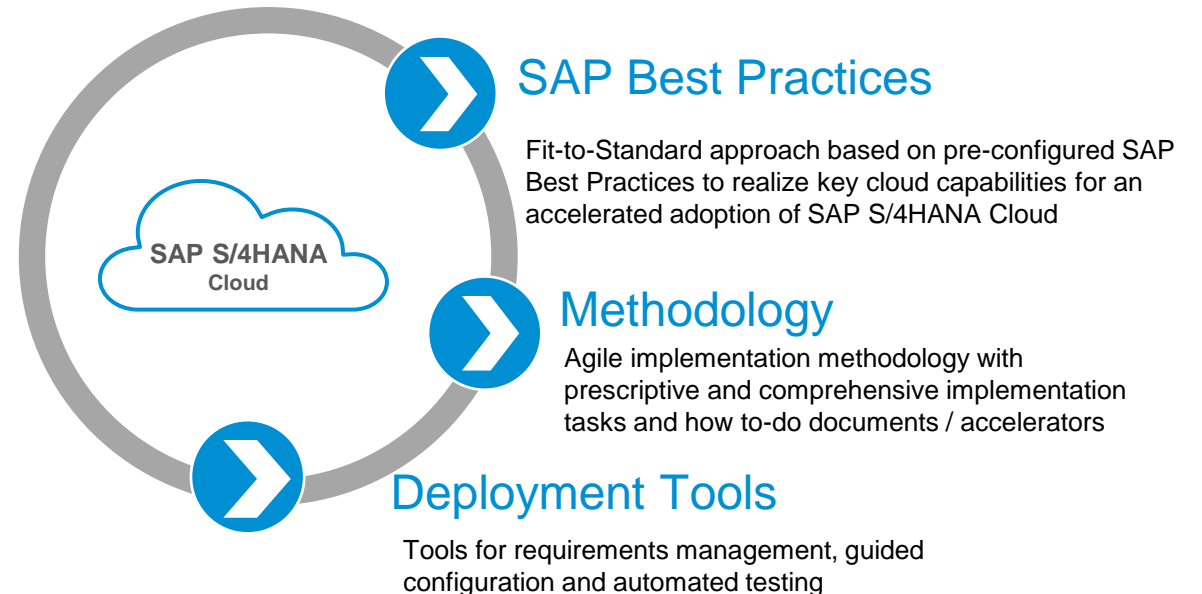 SAP Best Practices
Fit-to-Standard approach based on pre-configured SAP
Best Practices to realize key cloud capabilities for an
accelerated adoption of SAP S/4HANA Cloud
SAP S/4HANA
Cloud
Methodology
Agile implementation methodology with
prescriptive and comprehensive implementation
tasks and how to-do documents / accelerators
Deployment Tools
Tools for requirements management, guided
configuration and automated testing